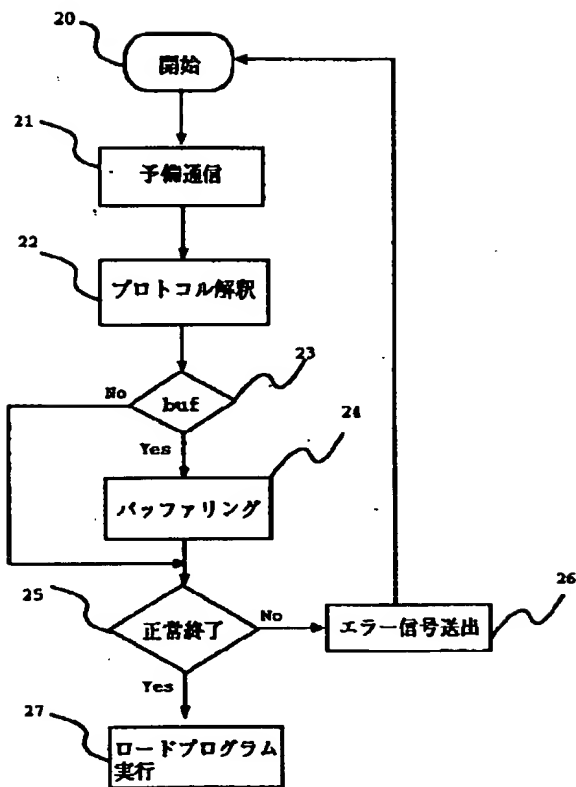 20
開始
21
予備通信
22
プロトコル解釈
23
No
buf
Yes
24
バッファリング
25
正常終了
No
26
エラー信号送出
Yes
27
ロードプログラム
実行